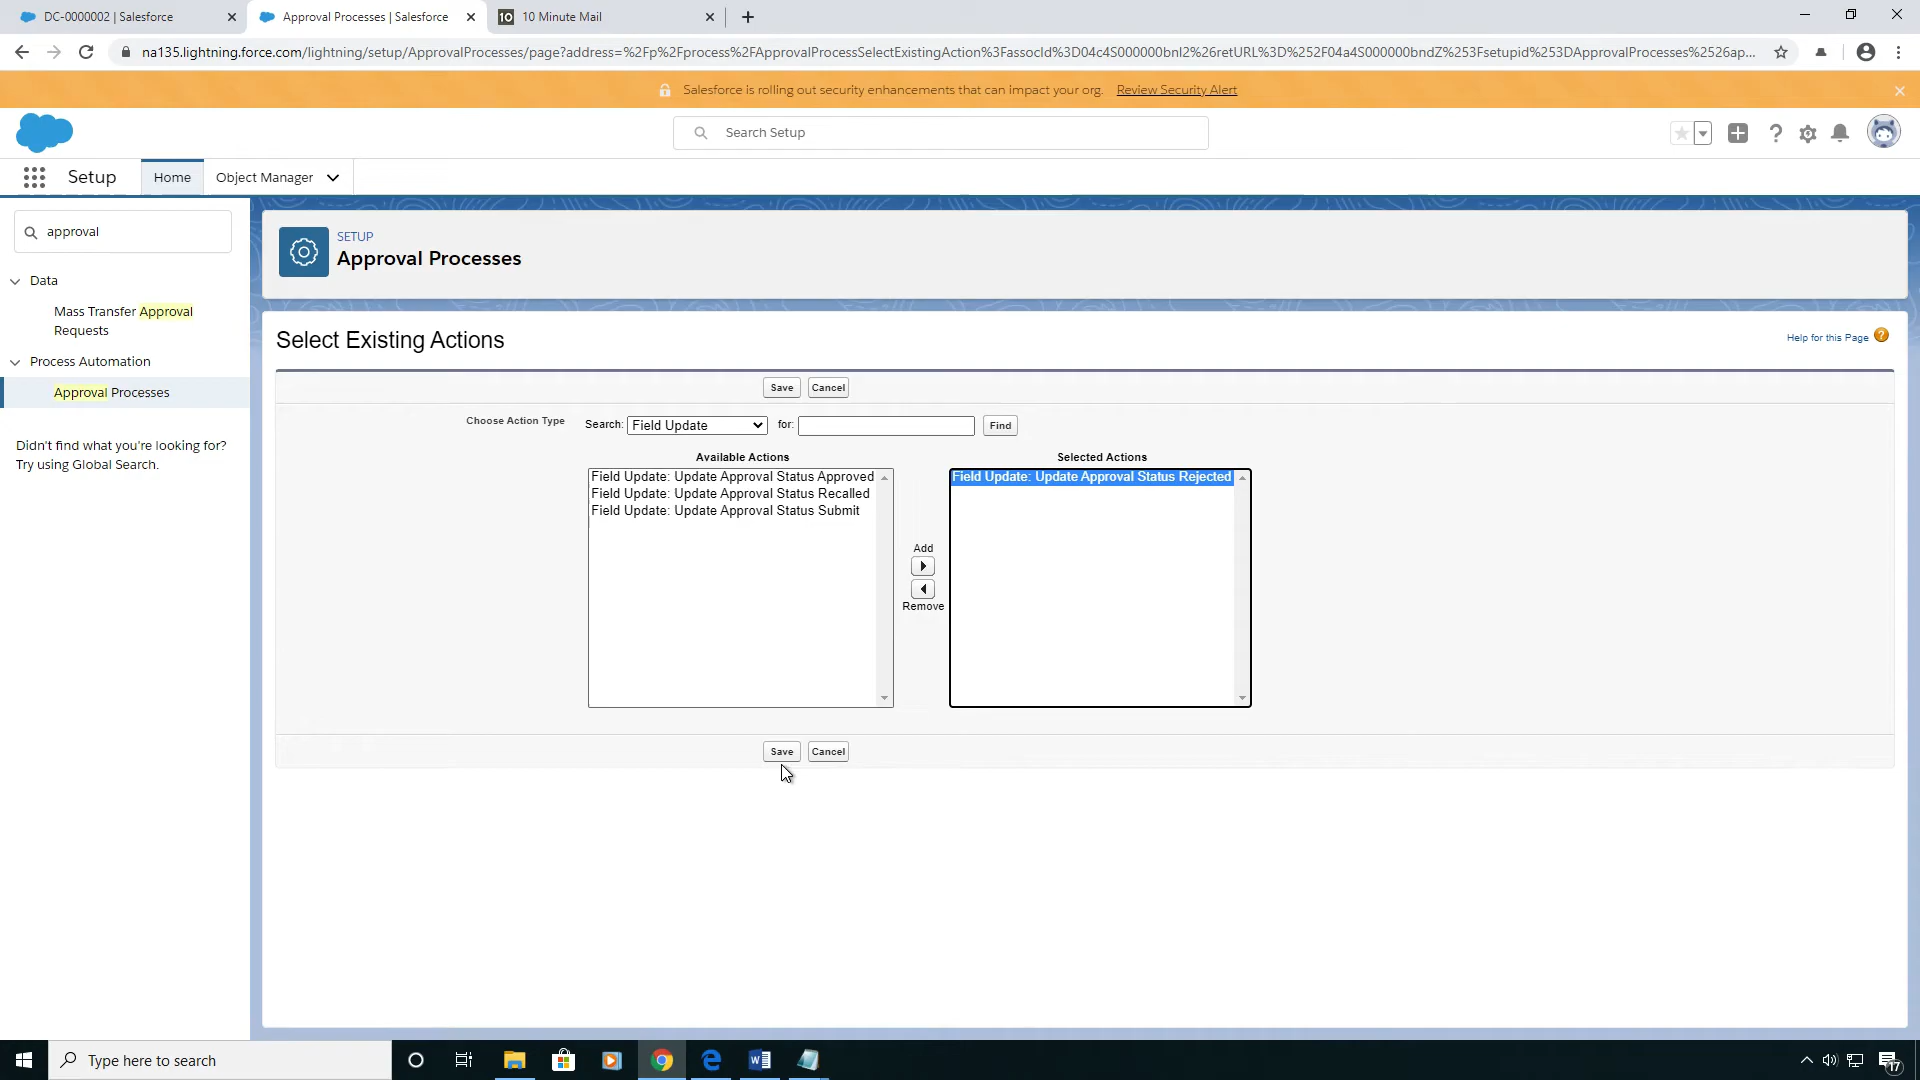 DC-0000002 | Salesforce
Approval Processes | Salesforce
10 10 Minute Mail
na135.lightning.force.com/lightning/setup/ApprovalProcesses/page?address=%2Fp%2Fprocess%2FApprovalProcessSelectExistingAction%3FassocId%3D04c4S000000bnI2%26retURL%3D%252F04a4S000000bndZ%253Fsetupid%253DApprovalProcesses%2526ap...
Salesforce is rolling out security enhancements that can impact your org. Review Security Alert
Search Setup
Setup
Home
Object Manager
approval
Data
Mass Transfer Approval
Requests
Process Automation
Approval Processes
Didn't find what you're looking for?
Try using Global Search.
SETUP
Approval Processes
Select Existing Actions
Help for this Page
Save
Cancel
Choose Action Type
Search: Field Update
for:
Find
Available Actions
Field Update: Update Approval Status Approved
Field Update: Update Approval Status Recalled
Field Update: Update Approval Status Submit
Add
Remove
Selected Actions
Field Update: Update Approval Status Rejected
Save
Cancel
Type here to search
17